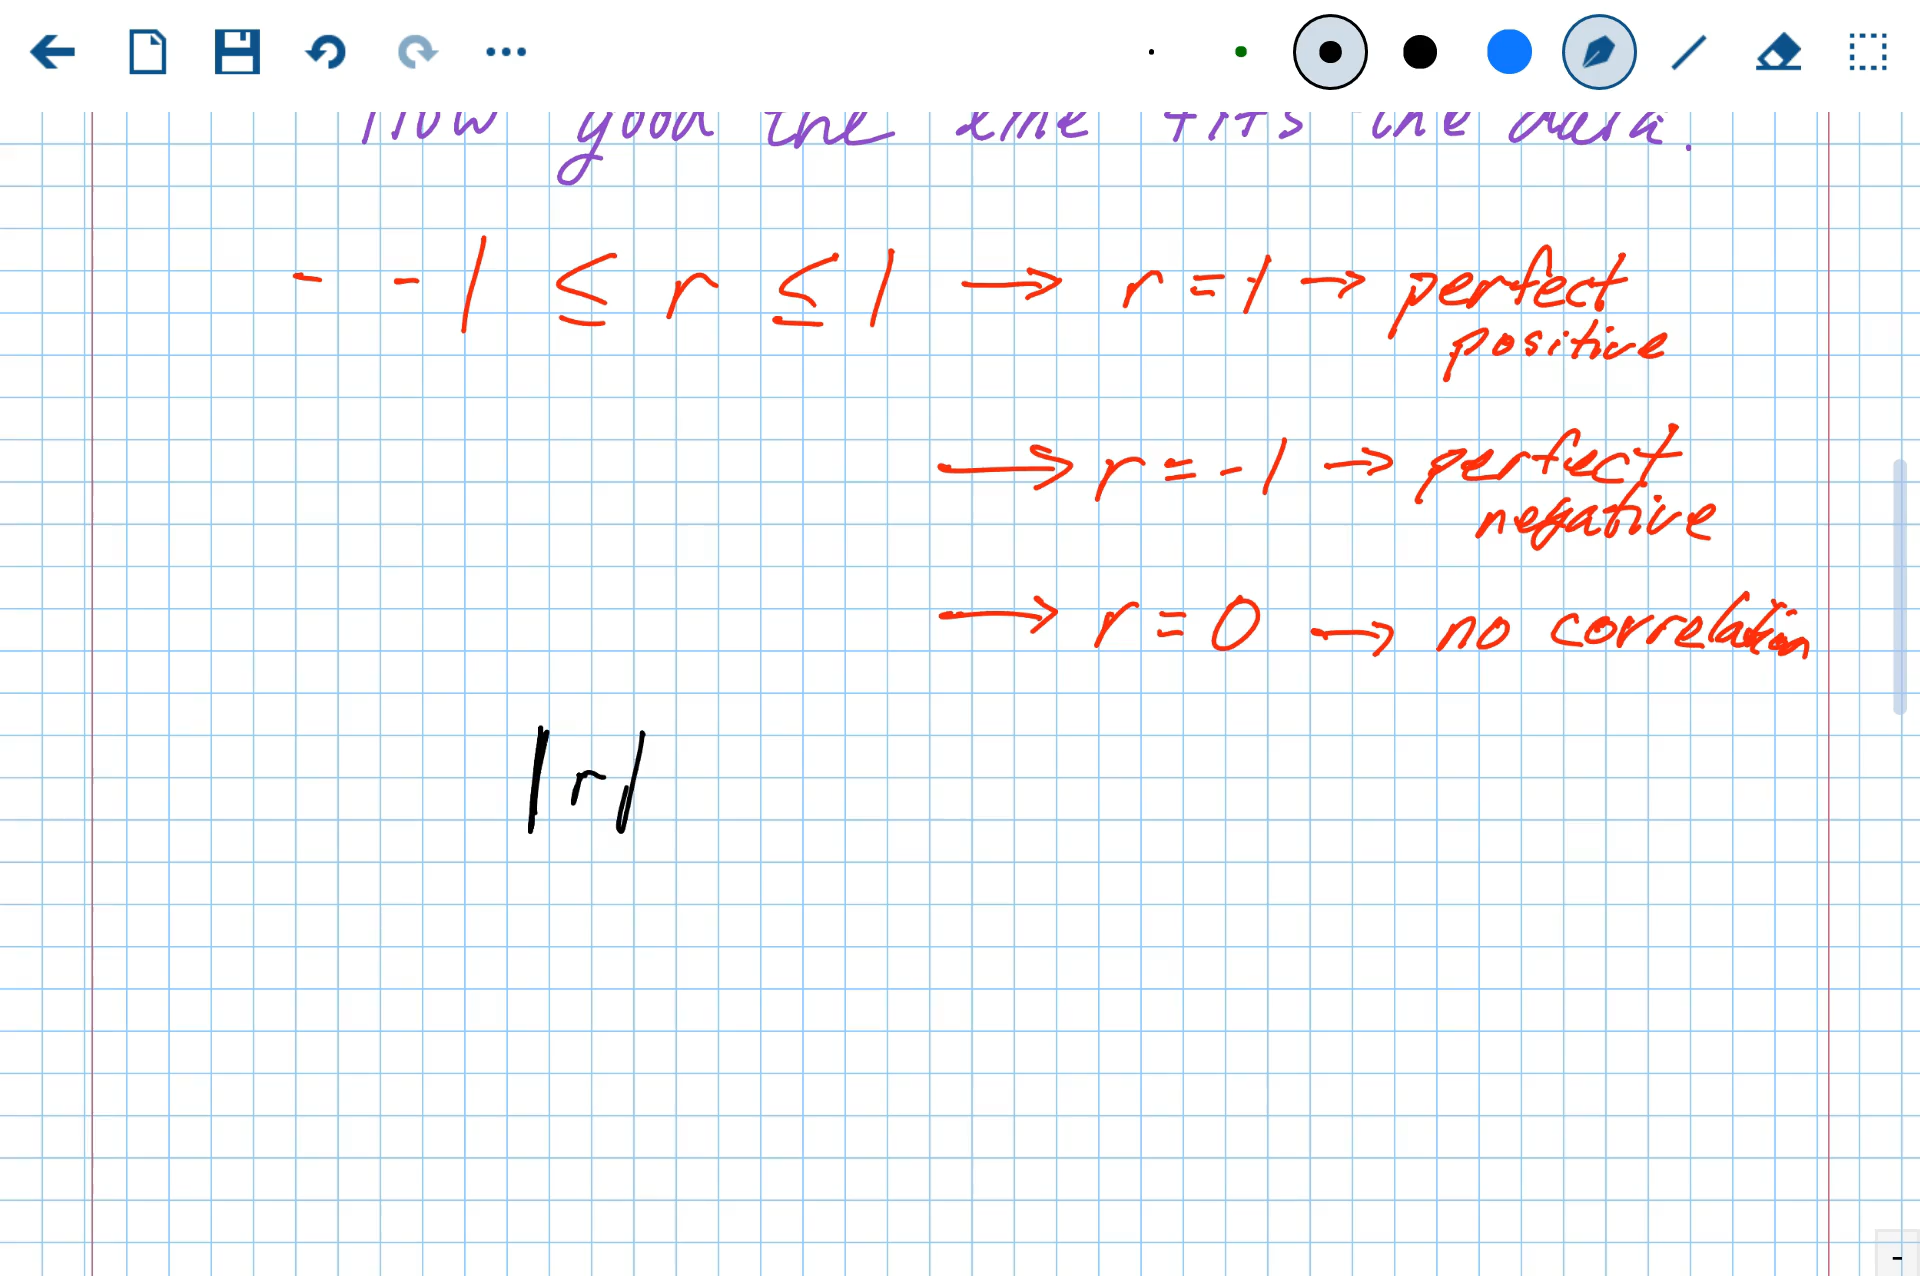 How good the line fits the data.
- -1 ≤ r ≤ 1 → r = 1 → perfect
positive
→ r = -1 → perfect
negative
→ r = 0 → no correlation
|r|